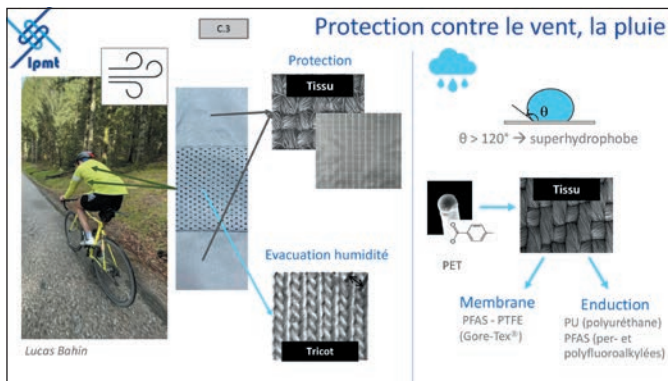 lpmt
C.3
Protection contre le vent, la pluie
Protection
Tissu
Evacuation humidité
Tricot
Lucas Bahin
θ
θ > 120° → superhydrophobe
Tissu
PET
Membrane
PFAS - PTFE
(Gore-Tex®)
Enduction
PU (polyuréthane)
PFAS (per- et
polyfluoroalkylées)